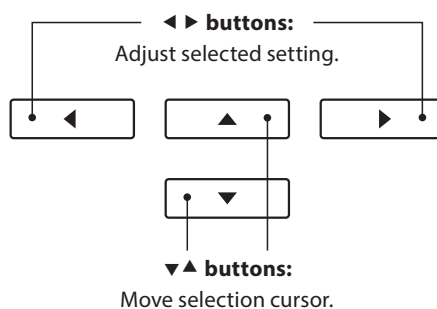 ◀ ▶ buttons:
Adjust selected setting.
◀
▲
▶
▼
▼▲ buttons:
Move selection cursor.